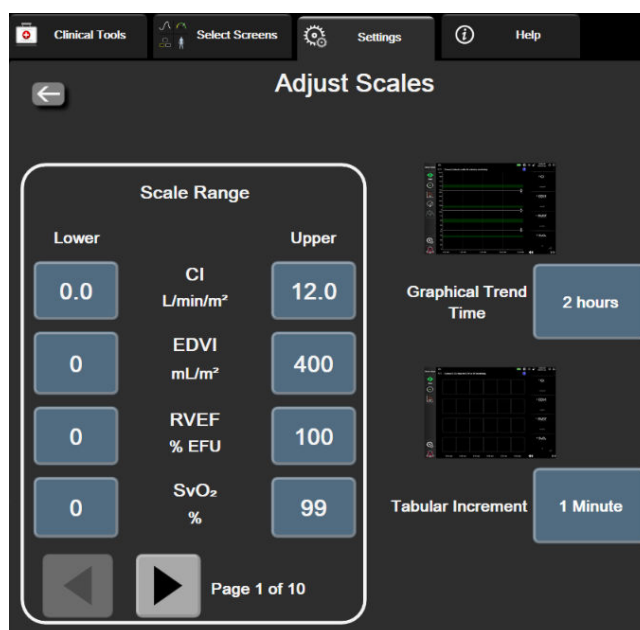 Clinical Tools
Select Screens
Settings
Help
Adjust Scales
Scale Range
Lower
Upper
0.0
CI
L/min/m²
12.0
0
EDVI
mL/m²
400
0
RVEF
% EFU
100
0
SvO₂
%
99
Page 1 of 10
Graphical Trend
Time
2 hours
Tabular Increment
1 Minute